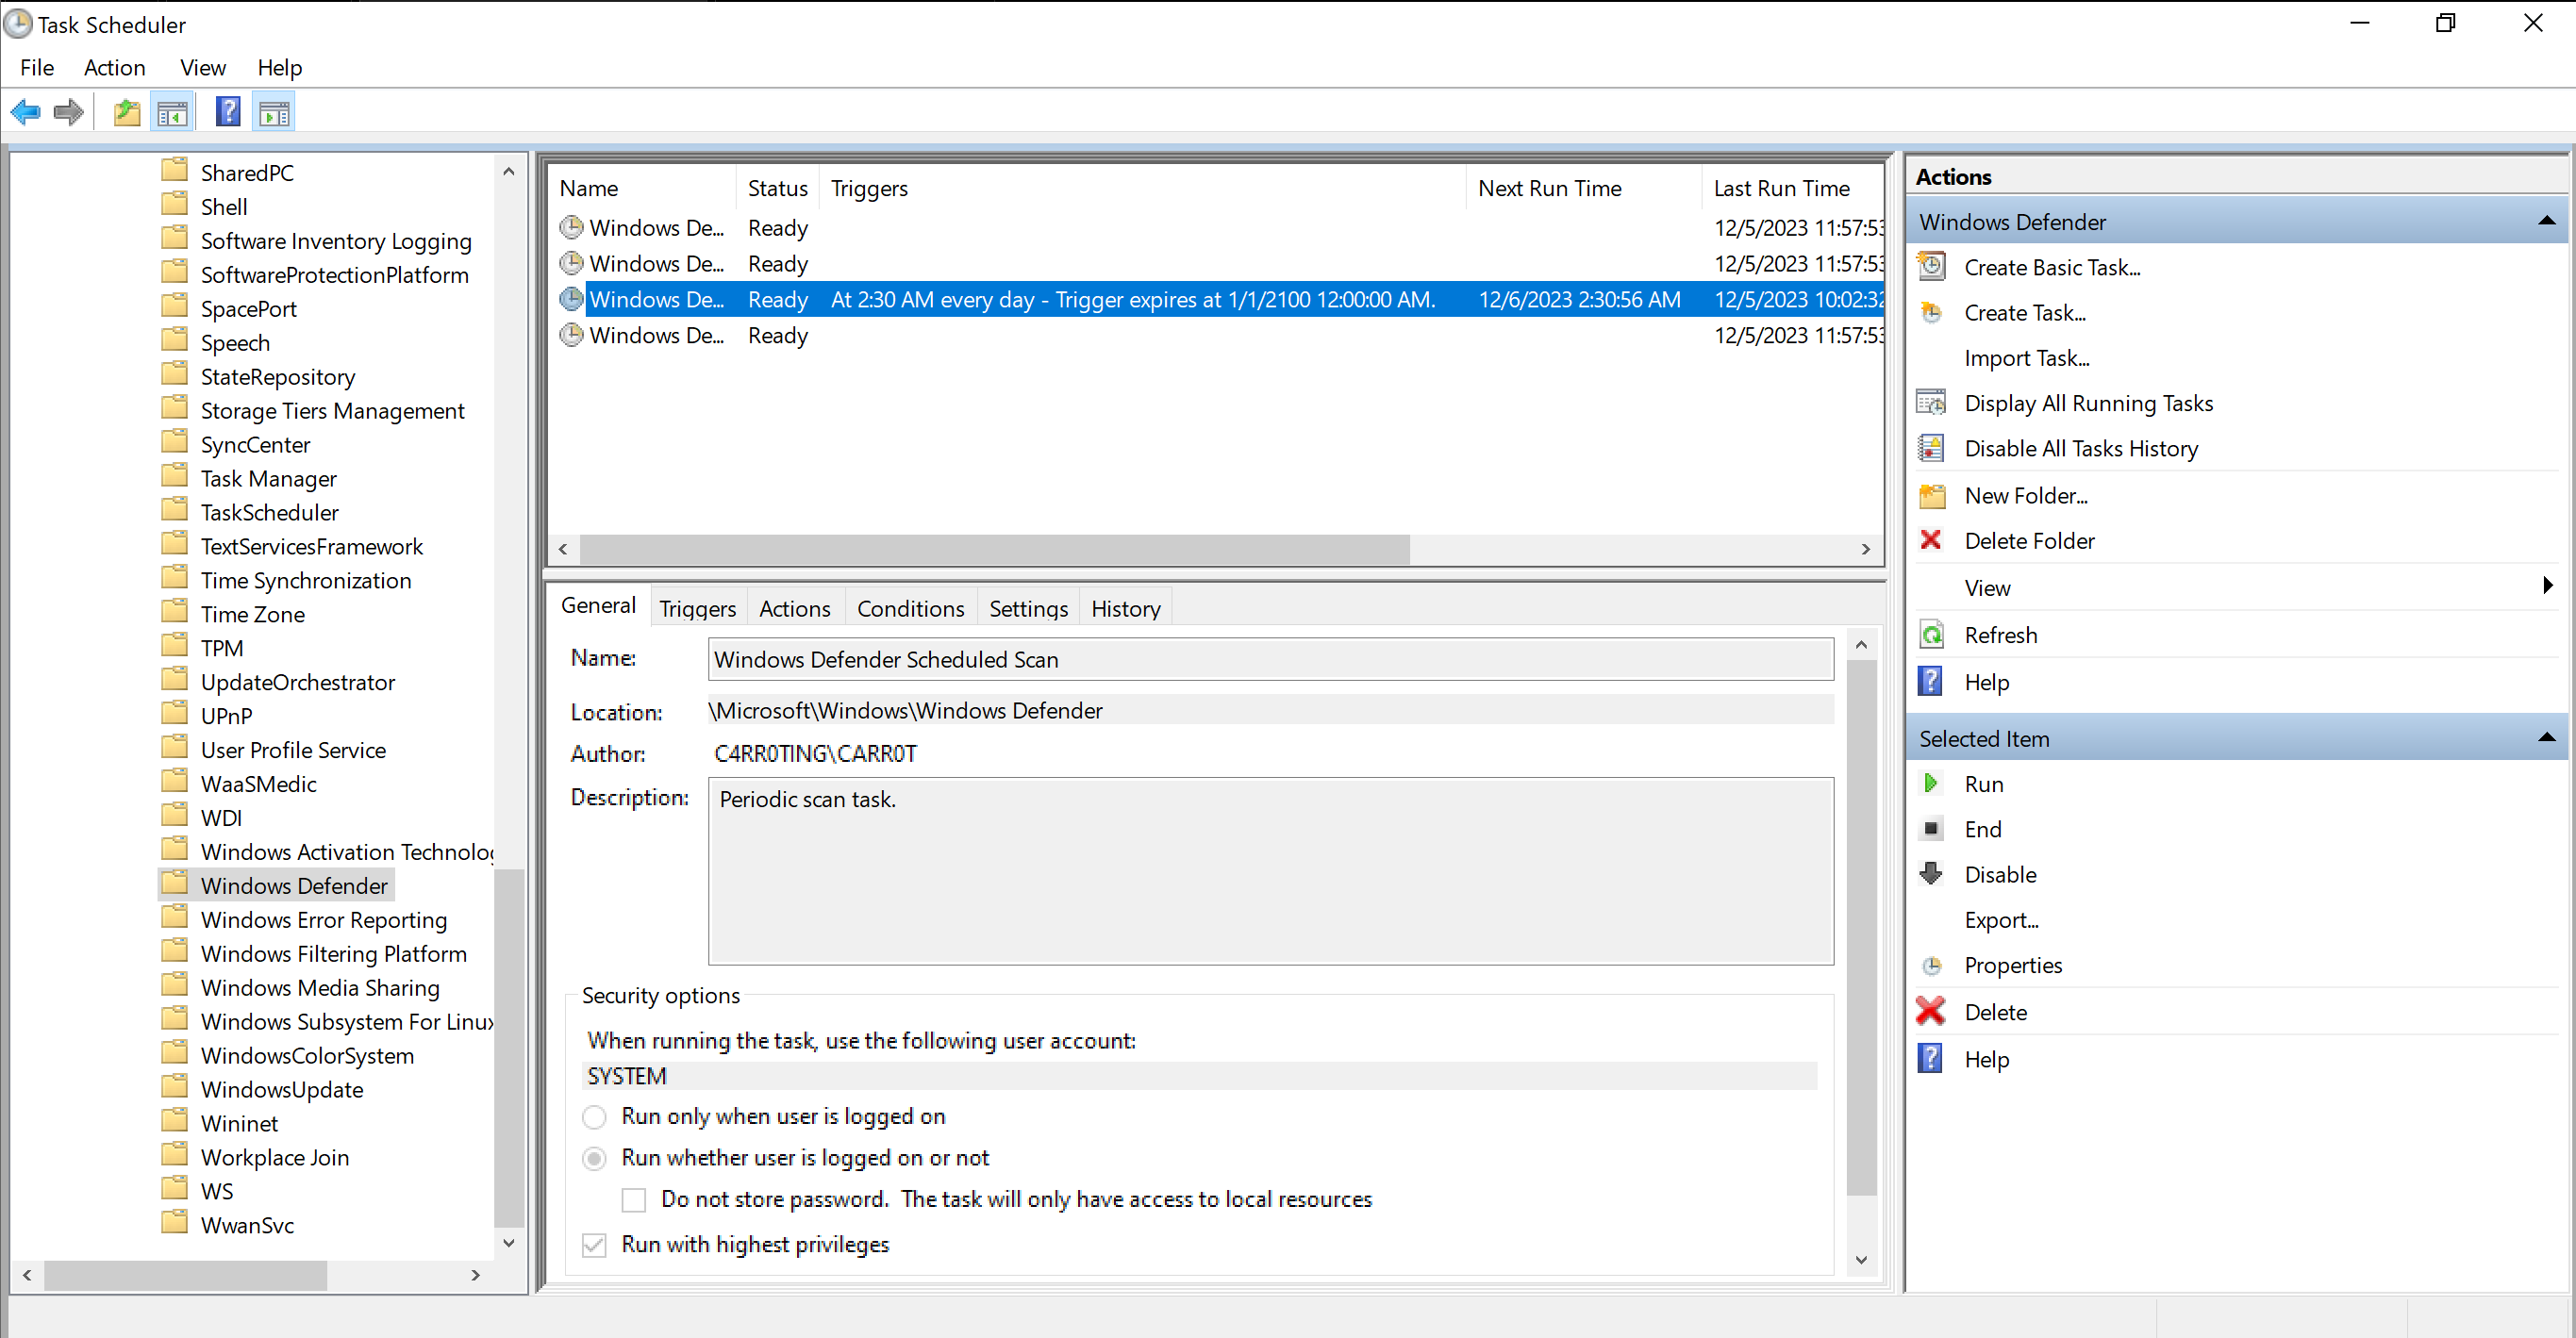 Task Scheduler
File Action View Help
SharedPC
Shell
Software Inventory Logging
SoftwareProtectionPlatform
SpacePort
Speech
StateRepository
Storage Tiers Management
SyncCenter
Task Manager
TaskScheduler
TextServicesFramework
Time Synchronization
Time Zone
TPM
UpdateOrchestrator
UPnP
User Profile Service
WaaSMedic
WDI
Windows Activation Technolog
Windows Defender
Windows Error Reporting
Windows Filtering Platform
Windows Media Sharing
Windows Subsystem For Linux
WindowsColorSystem
WindowsUpdate
Wininet
Workplace Join
WS
WwanSvc
Name Status Triggers Next Run Time Last Run Time
Windows De... Ready 12/5/2023 11:57:53
Windows De... Ready 12/5/2023 11:57:53
Windows De... Ready At 2:30 AM every day - Trigger expires at 1/1/2100 12:00:00 AM. 12/6/2023 2:30:56 AM 12/5/2023 10:02:32
Windows De... Ready 12/5/2023 11:57:53
General Triggers Actions Conditions Settings History
Name: Windows Defender Scheduled Scan
Location: \Microsoft\Windows\Windows Defender
Author: C4RR0TING\CARR0T
Description: Periodic scan task.
Security options
When running the task, use the following user account:
SYSTEM
Run only when user is logged on
Run whether user is logged on or not
Do not store password. The task will only have access to local resources
Run with highest privileges
Actions
Windows Defender
Create Basic Task...
Create Task...
Import Task...
Display All Running Tasks
Disable All Tasks History
New Folder...
Delete Folder
View
Refresh
Help
Selected Item
Run
End
Disable
Export...
Properties
Delete
Help